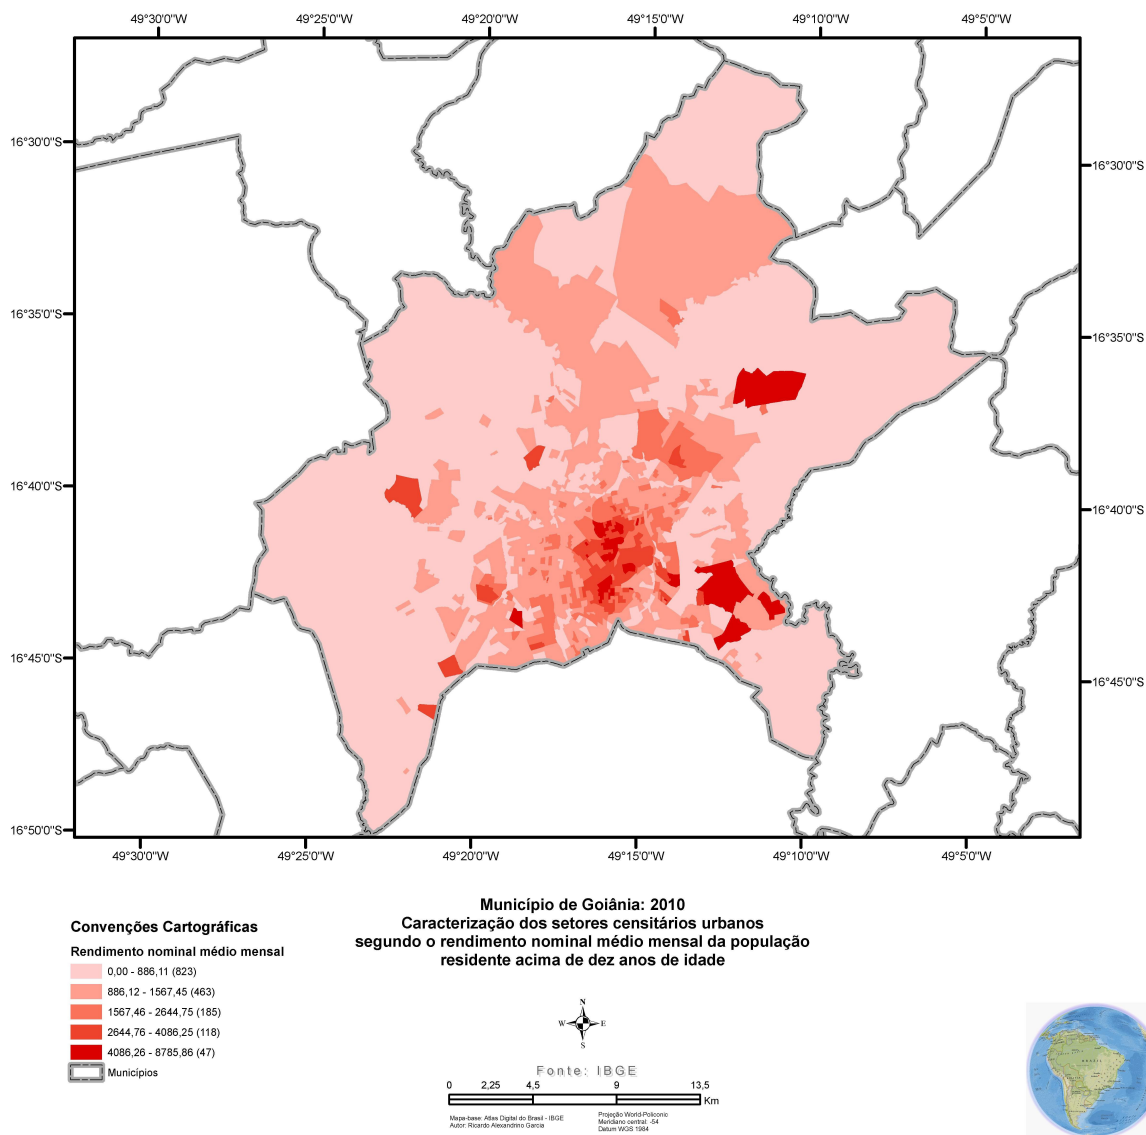 49°30'0"W 49°25'0"W 49°20'0"W 49°15'0"W 49°10'0"W 49°5'0"W
16°30'0"S 16°30'0"S
16°35'0"S 16°35'0"S
16°40'0"S 16°40'0"S
16°45'0"S 16°45'0"S
16°50'0"S
49°30'0"W 49°25'0"W 49°20'0"W 49°15'0"W 49°10'0"W 49°5'0"W
Município de Goiânia: 2010
Caracterização dos setores censitários urbanos
segundo o rendimento nominal médio mensal da população
residente acima de dez anos de idade
Convenções Cartográficas
Rendimento nominal médio mensal
0,00 - 886,11 (823)
886,12 - 1567,45 (463)
1567,46 - 2644,75 (185)
2644,76 - 4086,25 (118)
4086,26 - 8785,86 (47)
Municípios
N
W E
S
Fonte: IBGE
0 2,25 4,5 9 13,5
Km
Mapa-base: Atlas Digital do Brasil - IBGE
Autor: Ricardo Alexandrino Garcia
Projeção World-Policonic
Meridiano central: -54
Datum WGS 1984
BRASIL